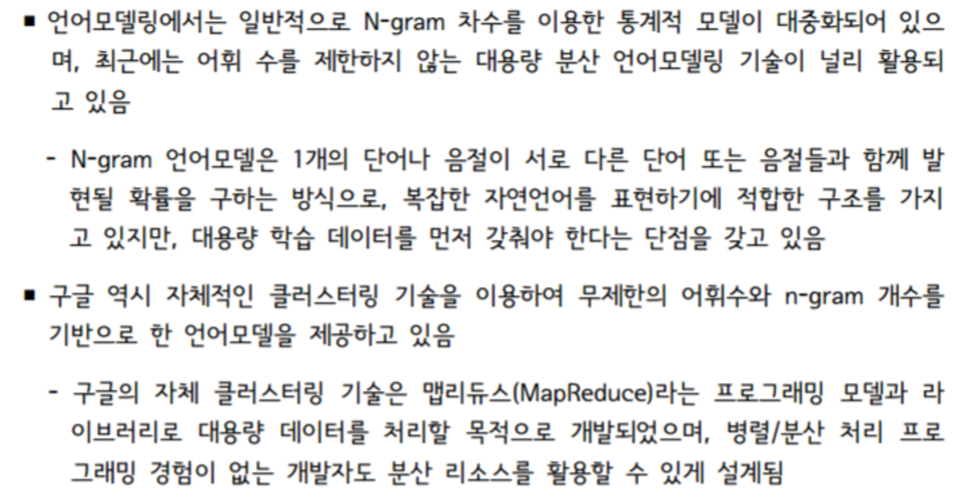 ▪ 언어모델링에서는 일반적으로 N-gram 차수를 이용한 통계적 모델이 대중화되어 있으
며, 최근에는 어휘 수를 제한하지 않는 대용량 분산 언어모델링 기술이 널리 활용되
고 있음
- N-gram 언어모델은 1개의 단어나 음절이 서로 다른 단어 또는 음절들과 함께 발
현될 확률을 구하는 방식으로, 복잡한 자연언어를 표현하기에 적합한 구조를 가지
고 있지만, 대용량 학습 데이터를 먼저 갖춰야 한다는 단점을 갖고 있음
▪ 구글 역시 자체적인 클러스터링 기술을 이용하여 무제한의 어휘수와 n-gram 개수를
기반으로 한 언어모델을 제공하고 있음
- 구글의 자체 클러스터링 기술은 맵리듀스(MapReduce)라는 프로그래밍 모델과 라
이브러리로 대용량 데이터를 처리할 목적으로 개발되었으며, 병렬/분산 처리 프로
그래밍 경험이 없는 개발자도 분산 리소스를 활용할 수 있게 설계됨